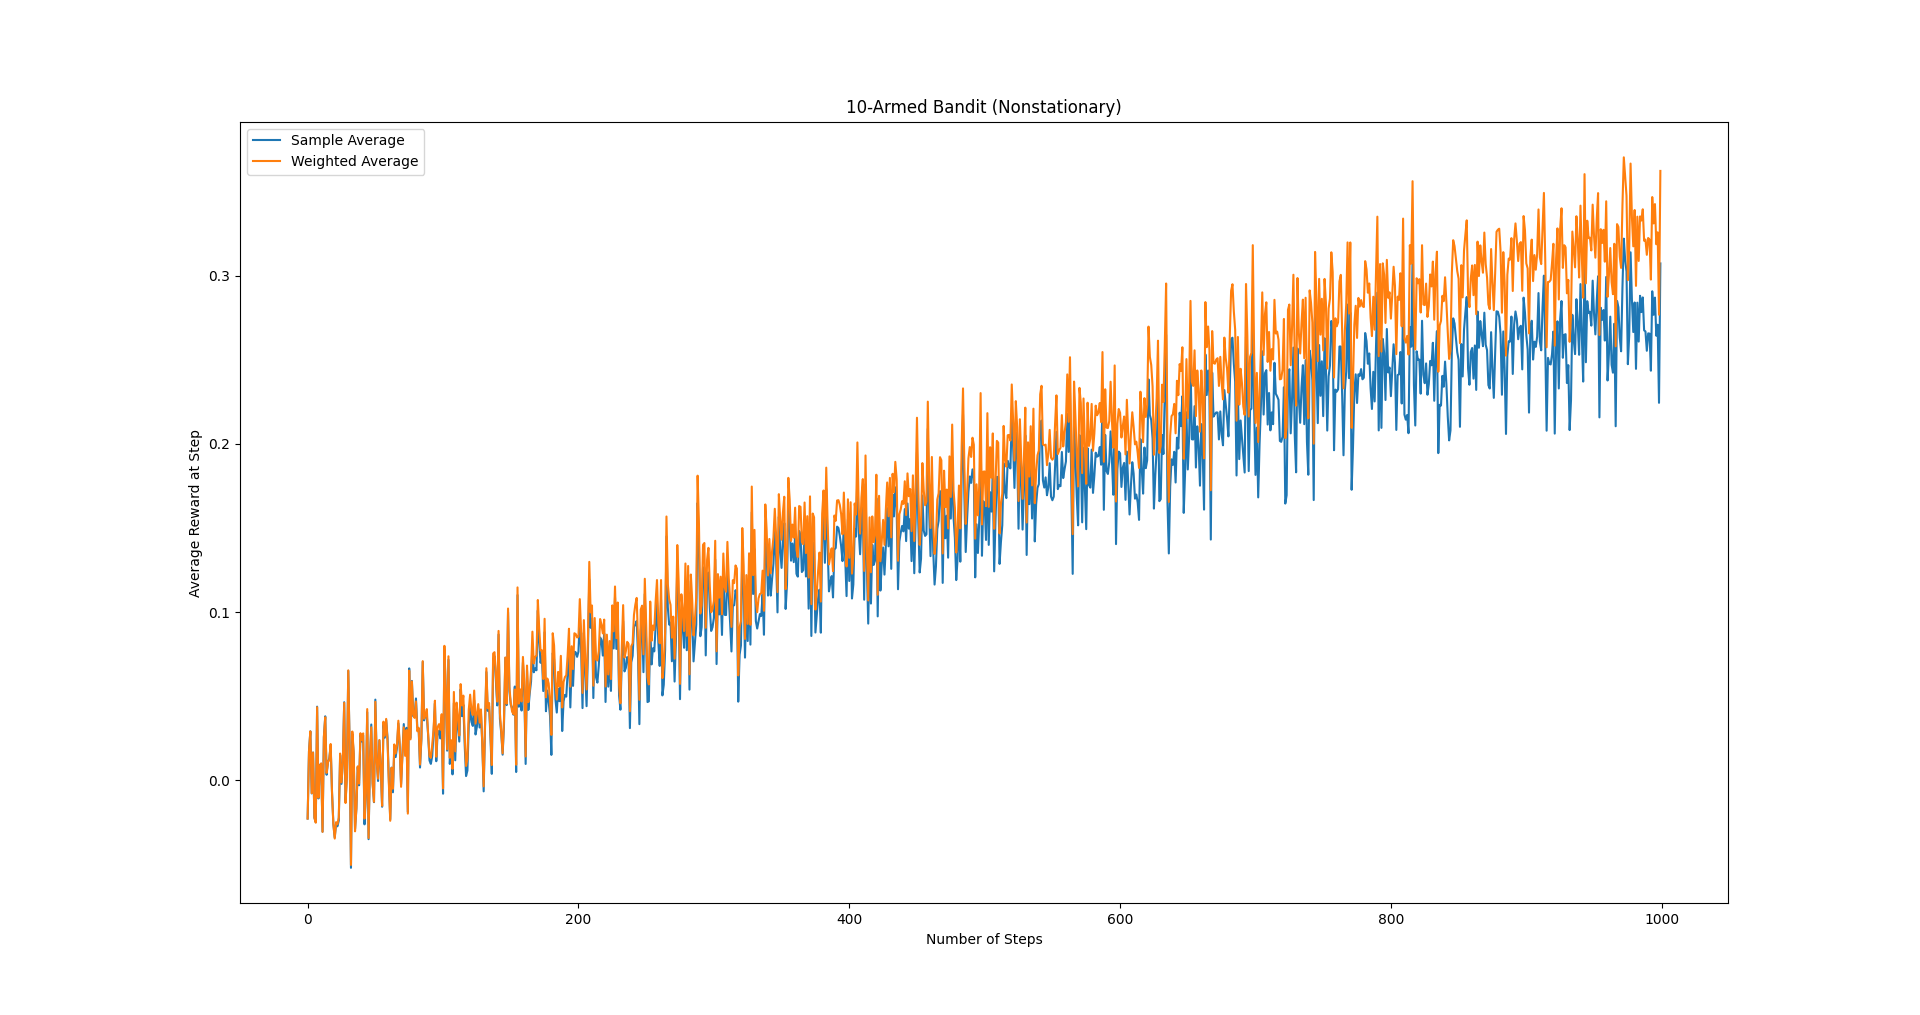 10-Armed Bandit (Nonstationary)
Sample Average
Weighted Average
Average Reward at Step
0.3
0.2
0.1
0.0
0
200
400
600
800
1000
Number of Steps